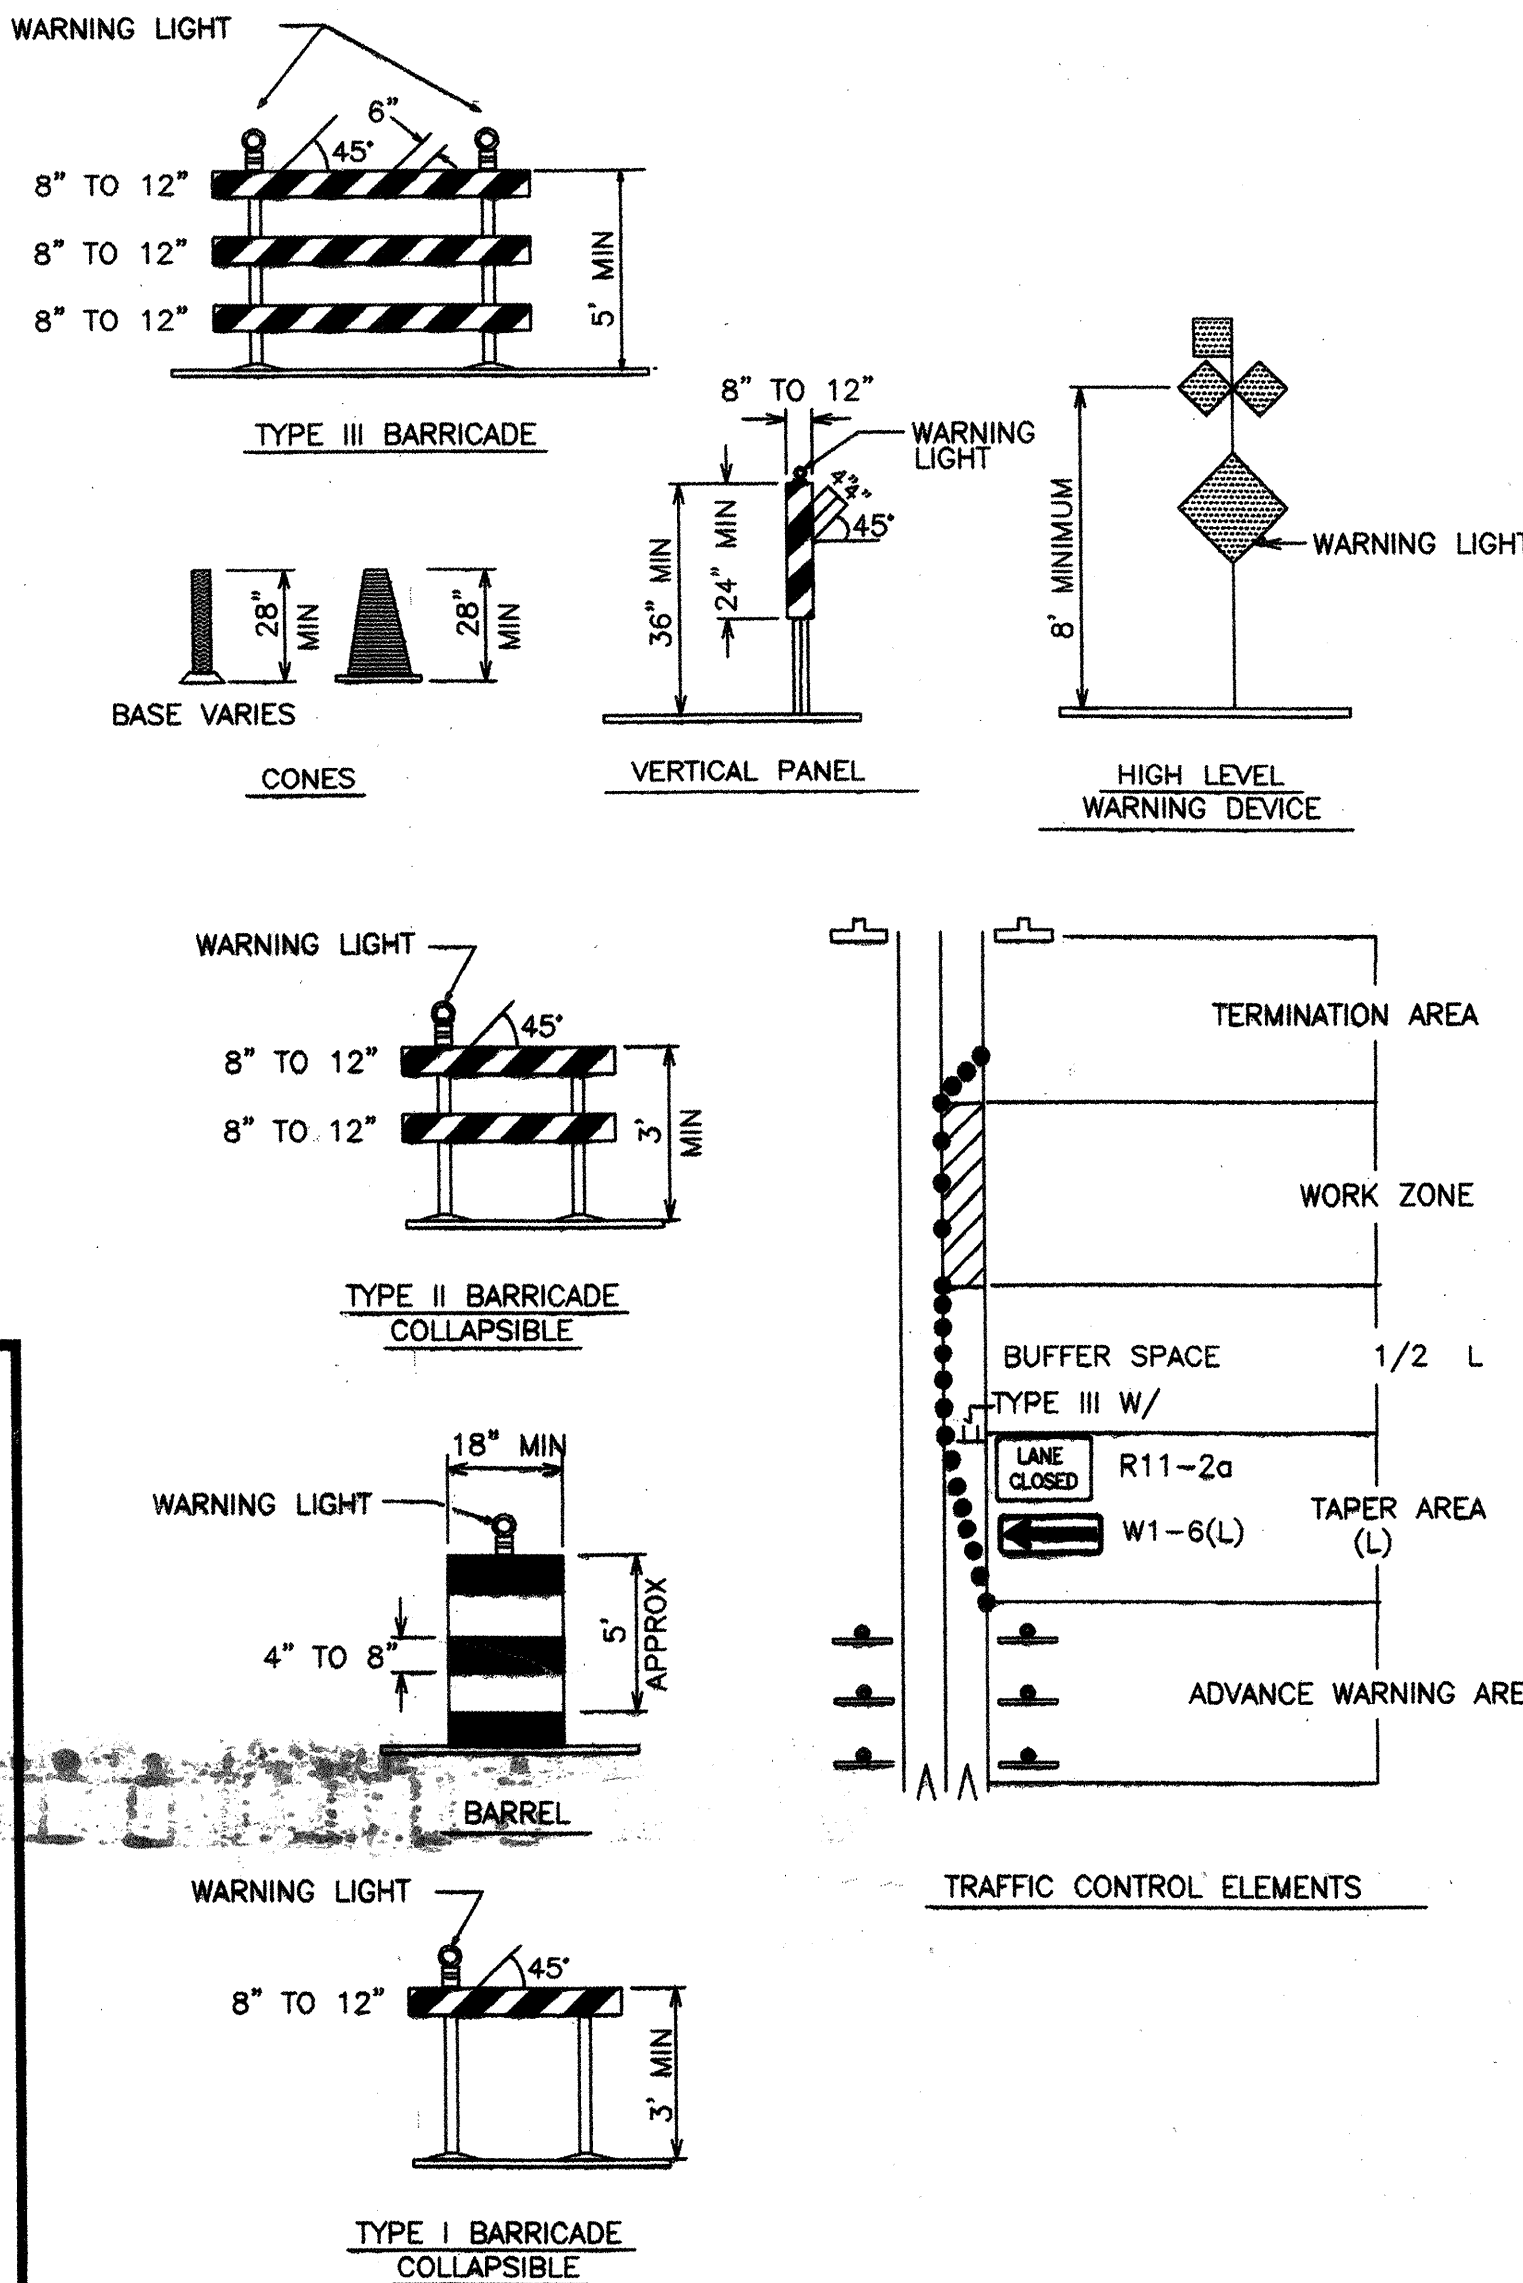 WARNING LIGHT
6"
45°
8" TO 12"
8" TO 12"
8" TO 12"
5' MIN
TYPE III BARRICADE
28" MIN
28" MIN
BASE VARIES
CONES
8" TO 12"
WARNING
LIGHT
4"
4"
45°
24" MIN
36" MIN
VERTICAL PANEL
8' MINIMUM
WARNING LIGHT
HIGH LEVEL
WARNING DEVICE
WARNING LIGHT
45°
8" TO 12"
8" TO 12"
3' MIN
TYPE II BARRICADE
COLLAPSIBLE
18" MIN
WARNING LIGHT
4" TO 8"
5' APPROX
BARREL
WARNING LIGHT
45°
8" TO 12"
3' MIN
TYPE I BARRICADE
COLLAPSIBLE
TERMINATION AREA
WORK ZONE
BUFFER SPACE 1/2 L
TYPE III W/
LANE
CLOSED
R11-2a
W1-6(L)
TAPER AREA
(L)
ADVANCE WARNING ARE
TRAFFIC CONTROL ELEMENTS